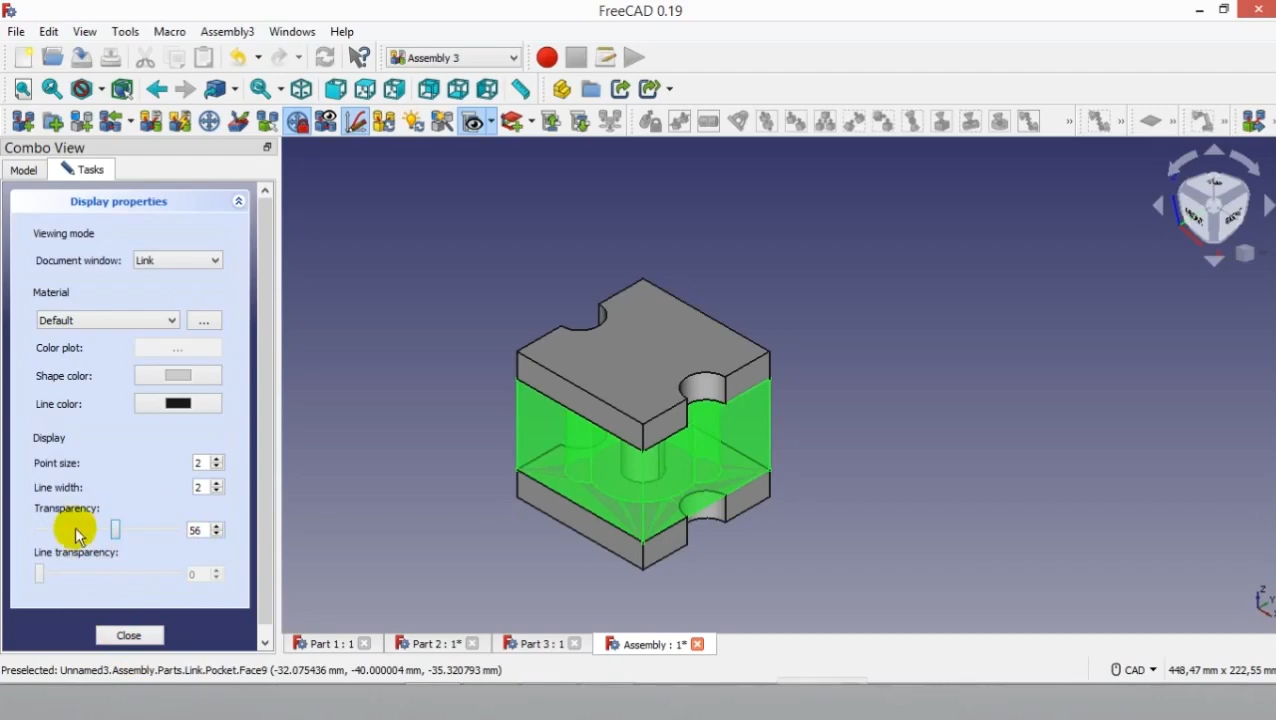 FreeCAD 0.19
File Edit View Tools Macro Assembly3 Windows Help
Assembly 3
Combo View
Model Tasks
Display properties
Viewing mode
Document window: Link
Material
Default ...
Color plot: ...
Shape color:
Line color:
Display
Point size: 2
Line width: 2
Transparency:
56
Line transparency:
0
Close
Part 1 : 1 Part 2 : 1* Part 3 : 1 Assembly : 1*
Preselected: Unnamed3.Assembly.Parts.Link.Pocket.Face9 (-32.075436 mm, -40.000004 mm, -35.320793 mm)
CAD 448,47 mm x 222,55 mm
Z
Y